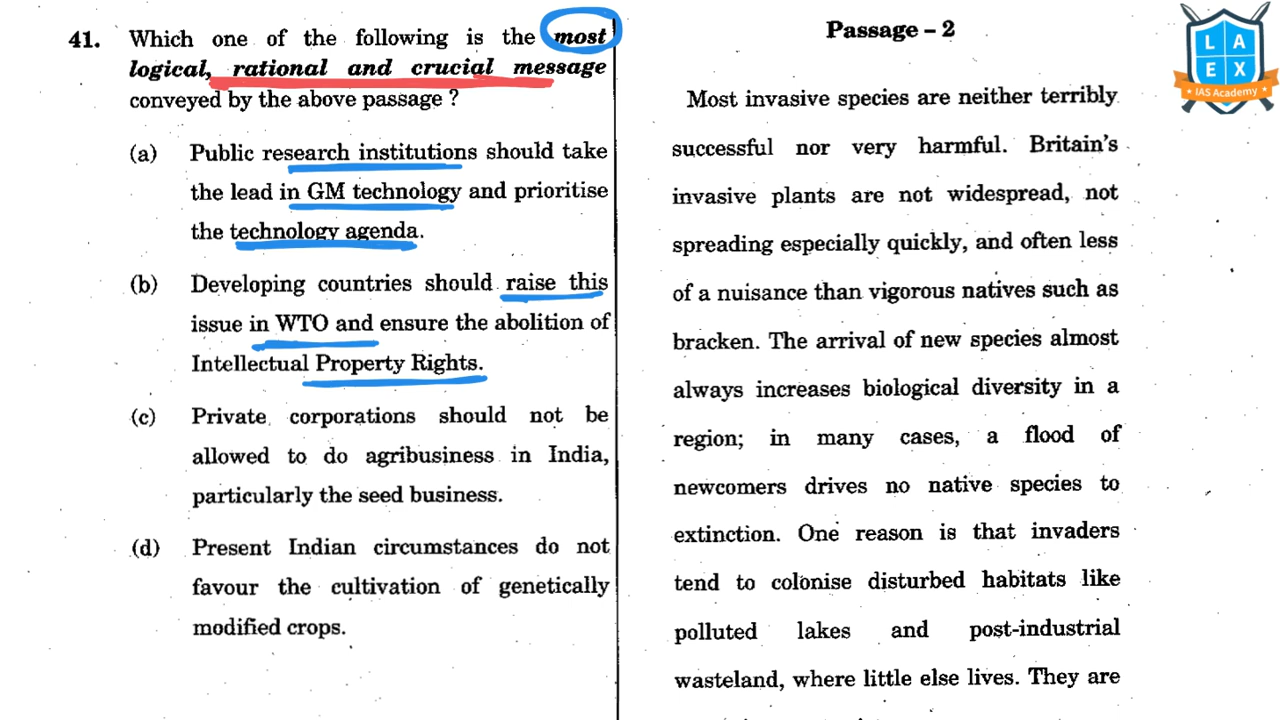 41. Which one of the following is the most
logical, rational and crucial message
conveyed by the above passage ?
(a) Public research institutions should take
the lead in GM technology and prioritise
the technology agenda.
(b) Developing countries should raise this
issue in WTO and ensure the abolition of
Intellectual Property Rights.
(c) Private corporations should not be
allowed to do agribusiness in India,
particularly the seed business.
(d) Present Indian circumstances do not
favour the cultivation of genetically
modified crops.
Passage – 2
Most invasive species are neither terribly
successful nor very harmful. Britain's
invasive plants are not widespread, not
spreading especially quickly, and often less
of a nuisance than vigorous natives such as
bracken. The arrival of new species almost
always increases biological diversity in a
region; in many cases, a flood of
newcomers drives no native species to
extinction. One reason is that invaders
tend to colonise disturbed habitats like
polluted lakes and post-industrial
wasteland, where little else lives. They are
L A
E X
IAS Academy